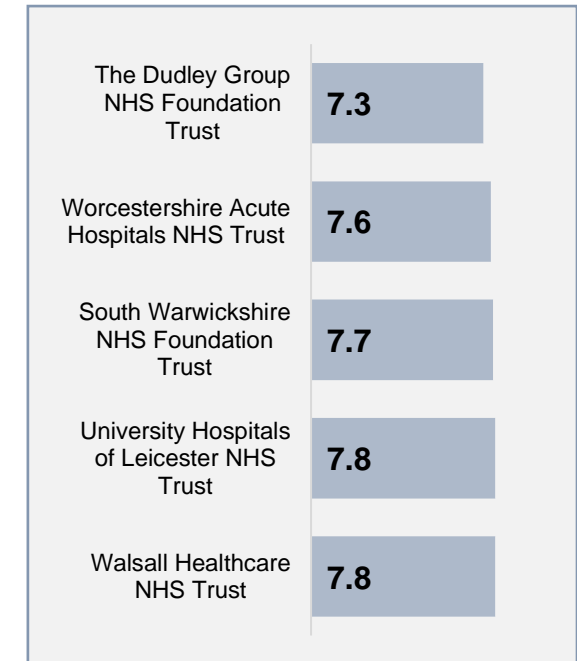 The Dudley Group
NHS Foundation
Trust
7.3
Worcestershire Acute
Hospitals NHS Trust
7.6
South Warwickshire
NHS Foundation
Trust
7.7
University Hospitals
of Leicester NHS
Trust
7.8
Walsall Healthcare
NHS Trust
7.8